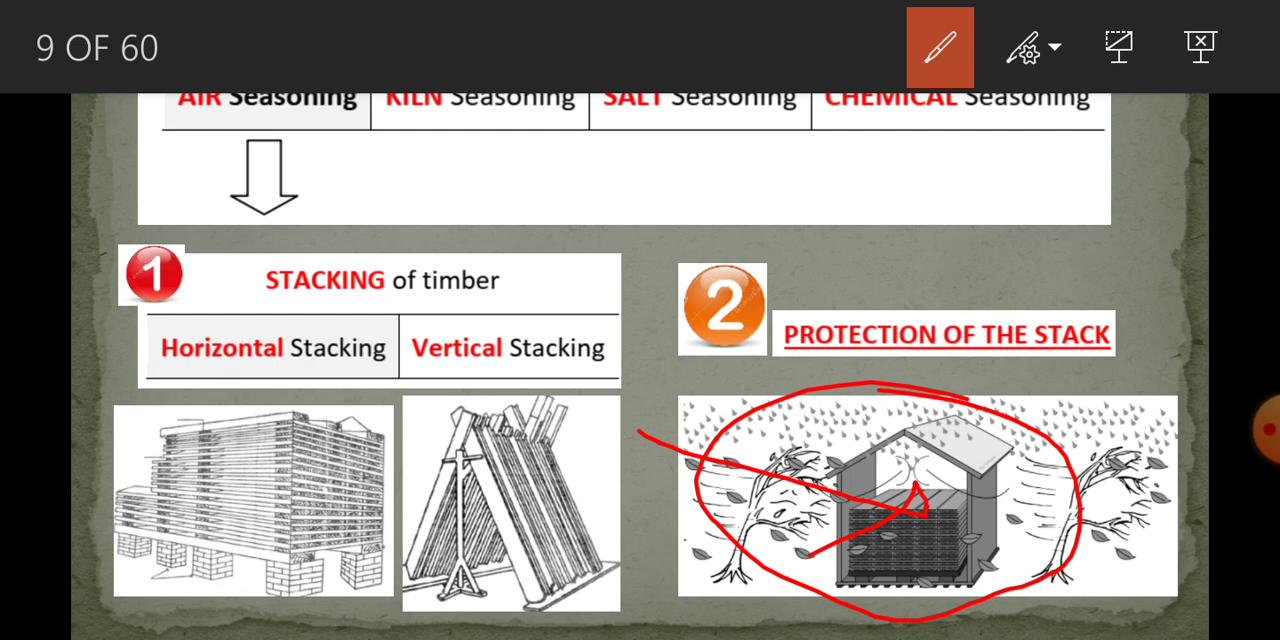 9 OF 60
AIR Seasoning KILN Seasoning SALT Seasoning CHEMICAL Seasoning
1
STACKING of timber
Horizontal Stacking Vertical Stacking
2
PROTECTION OF THE STACK